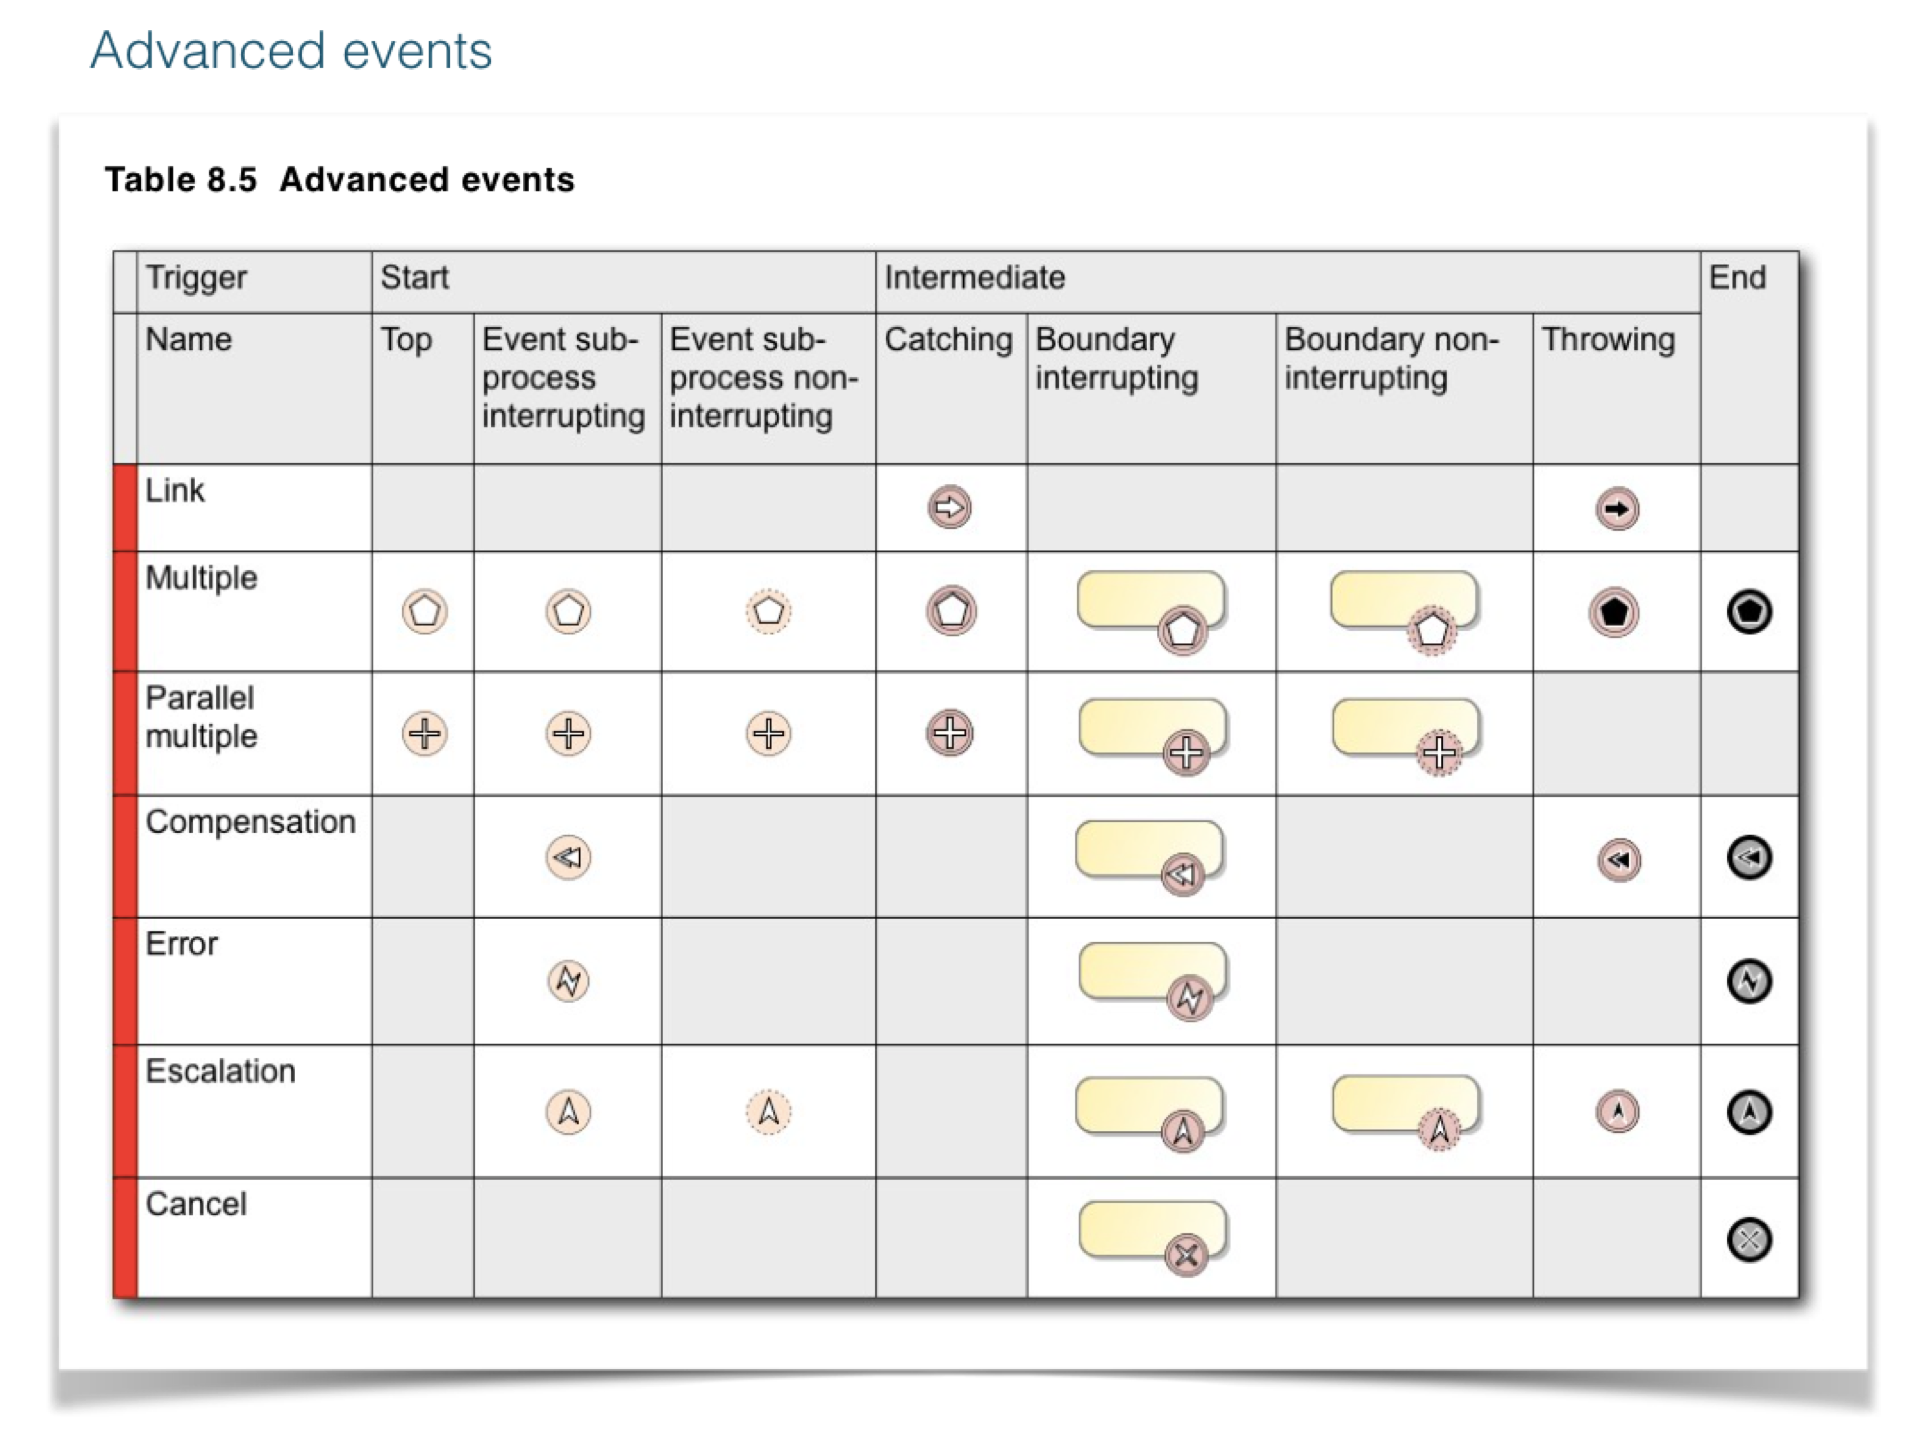 Advanced events
Table 8.5 Advanced events
Trigger Start Intermediate End
Name Top Event sub- Event sub- Catching Boundary Boundary non- Throwing
process process non- interrupting interrupting
interrupting interrupting
Link
Multiple
Parallel
multiple
Compensation
Error
Escalation
Cancel